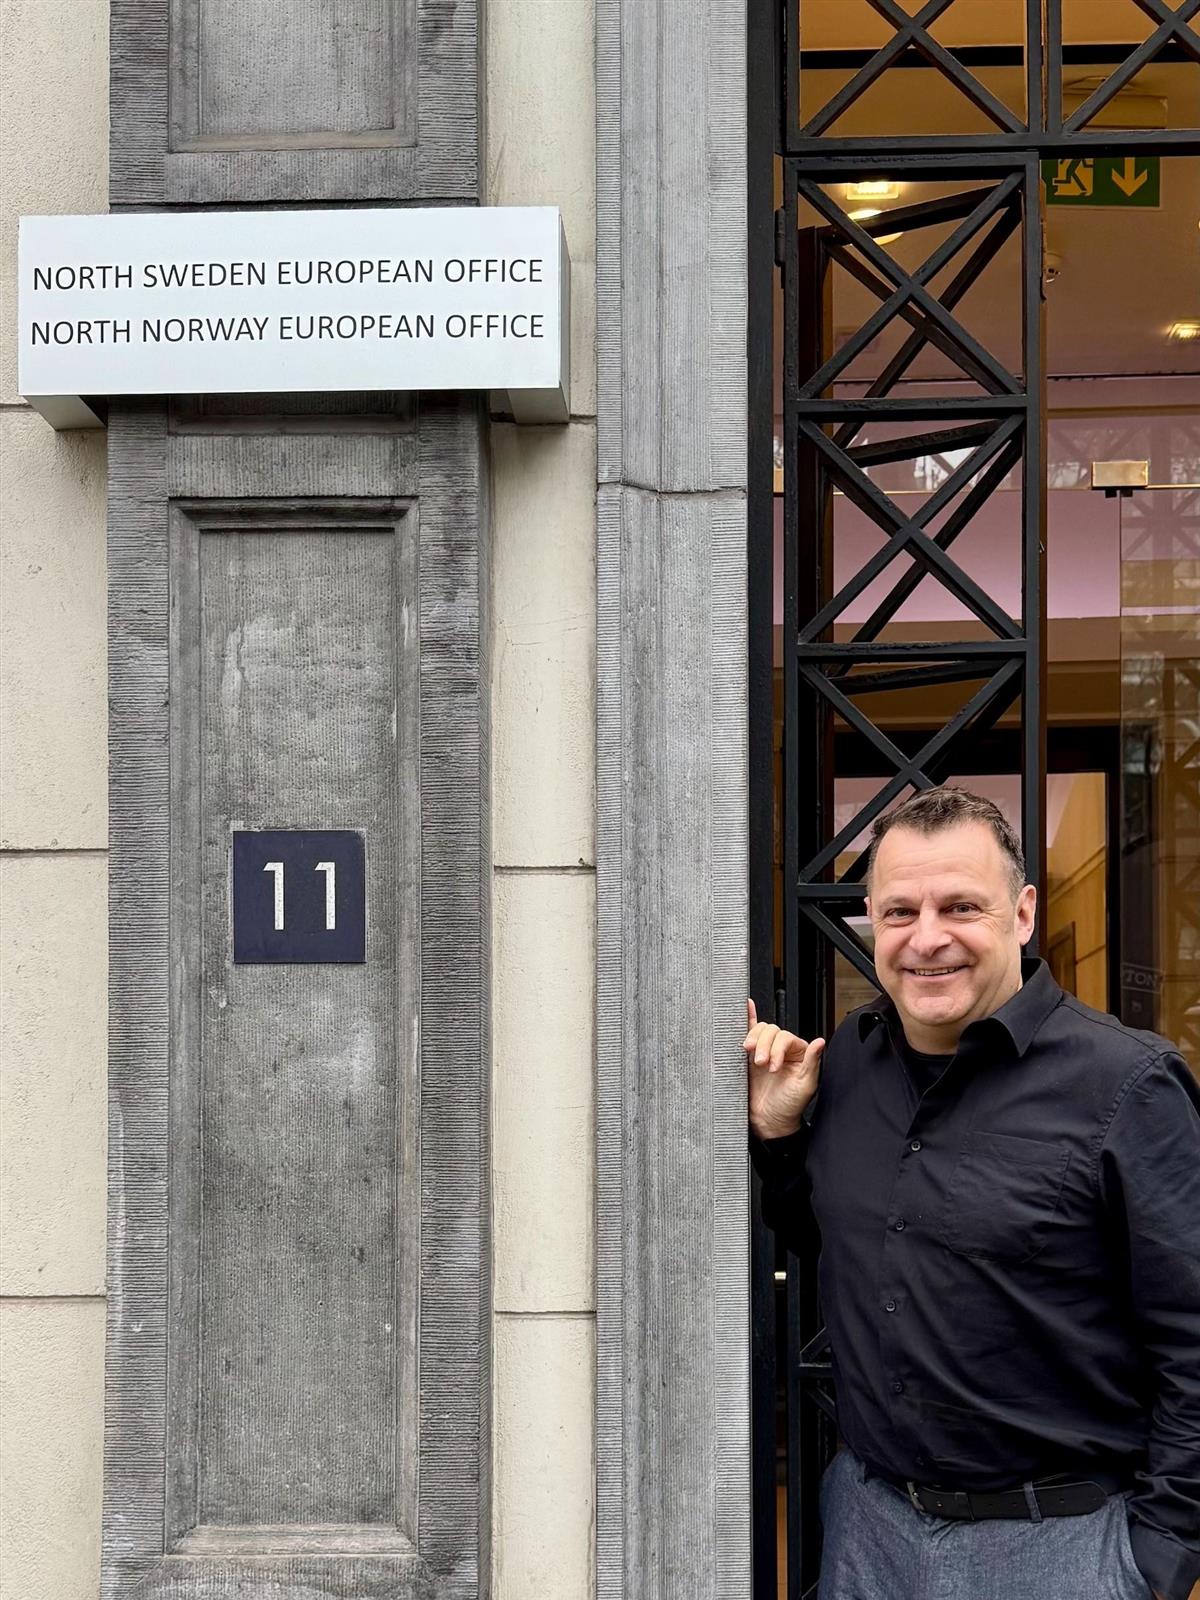 NORTH SWEDEN EUROPEAN OFFICE
NORTH NORWAY EUROPEAN OFFICE
11